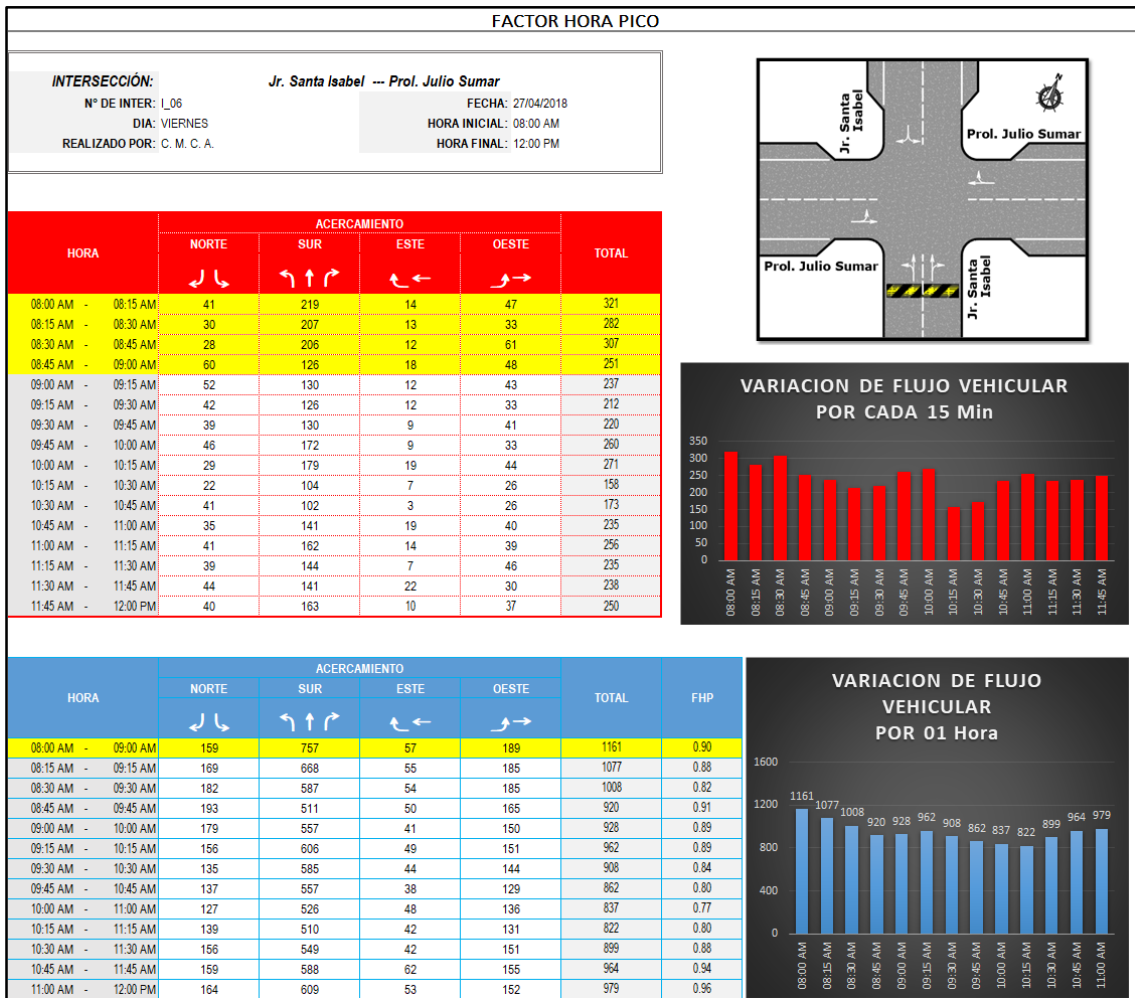 FACTOR HORA PICO
INTERSECCIÓN: Jr. Santa Isabel --- Prol. Julio Sumar
Nº DE INTER: I_06 FECHA: 27/04/2018
DIA: VIERNES HORA INICIAL: 08:00 AM
REALIZADO POR: C. M. C. A. HORA FINAL: 12:00 PM
Jr. Santa
Isabel
N
Prol. Julio Sumar
Prol. Julio Sumar
Jr. Santa
Isabel
ACERCAMIENTO
HORA NORTE SUR ESTE OESTE TOTAL
08:00 AM - 08:15 AM 41 219 14 47 321
08:15 AM - 08:30 AM 30 207 13 33 282
08:30 AM - 08:45 AM 28 206 12 61 307
08:45 AM - 09:00 AM 60 126 18 48 251
09:00 AM - 09:15 AM 52 130 12 43 237
09:15 AM - 09:30 AM 42 126 12 33 212
09:30 AM - 09:45 AM 39 130 9 41 220
09:45 AM - 10:00 AM 46 172 9 33 260
10:00 AM - 10:15 AM 29 179 19 44 271
10:15 AM - 10:30 AM 22 104 7 26 158
10:30 AM - 10:45 AM 41 102 3 26 173
10:45 AM - 11:00 AM 35 141 19 40 235
11:00 AM - 11:15 AM 41 162 14 39 256
11:15 AM - 11:30 AM 39 144 7 46 235
11:30 AM - 11:45 AM 44 141 22 30 238
11:45 AM - 12:00 PM 40 163 10 37 250
VARIACION DE FLUJO VEHICULAR
POR CADA 15 Min
350
300
250
200
150
100
50
0
08:00 AM 08:15 AM 08:30 AM 08:45 AM 09:00 AM 09:15 AM 09:30 AM 09:45 AM 10:00 AM 10:15 AM 10:30 AM 10:45 AM 11:00 AM 11:15 AM 11:30 AM 11:45 AM
ACERCAMIENTO
HORA NORTE SUR ESTE OESTE TOTAL FHP
08:00 AM - 09:00 AM 159 757 57 189 1161 0.90
08:15 AM - 09:15 AM 169 668 55 185 1077 0.88
08:30 AM - 09:30 AM 182 587 54 185 1008 0.82
08:45 AM - 09:45 AM 193 511 50 165 920 0.91
09:00 AM - 10:00 AM 179 557 41 150 928 0.89
09:15 AM - 10:15 AM 156 606 49 151 962 0.89
09:30 AM - 10:30 AM 135 585 44 144 908 0.84
09:45 AM - 10:45 AM 137 557 38 129 862 0.80
10:00 AM - 11:00 AM 127 526 48 136 837 0.77
10:15 AM - 11:15 AM 139 510 42 131 822 0.80
10:30 AM - 11:30 AM 156 549 42 151 899 0.88
10:45 AM - 11:45 AM 159 588 62 155 964 0.94
11:00 AM - 12:00 PM 164 609 53 152 979 0.96
VARIACION DE FLUJO
VEHICULAR
POR 01 Hora
1600
1200
800
400
0
1161 1077 1008 920 928 962 908 862 837 822 899 964 979
08:00 AM 08:15 AM 08:30 AM 08:45 AM 09:00 AM 09:15 AM 09:30 AM 09:45 AM 10:00 AM 10:15 AM 10:30 AM 10:45 AM 11:00 AM